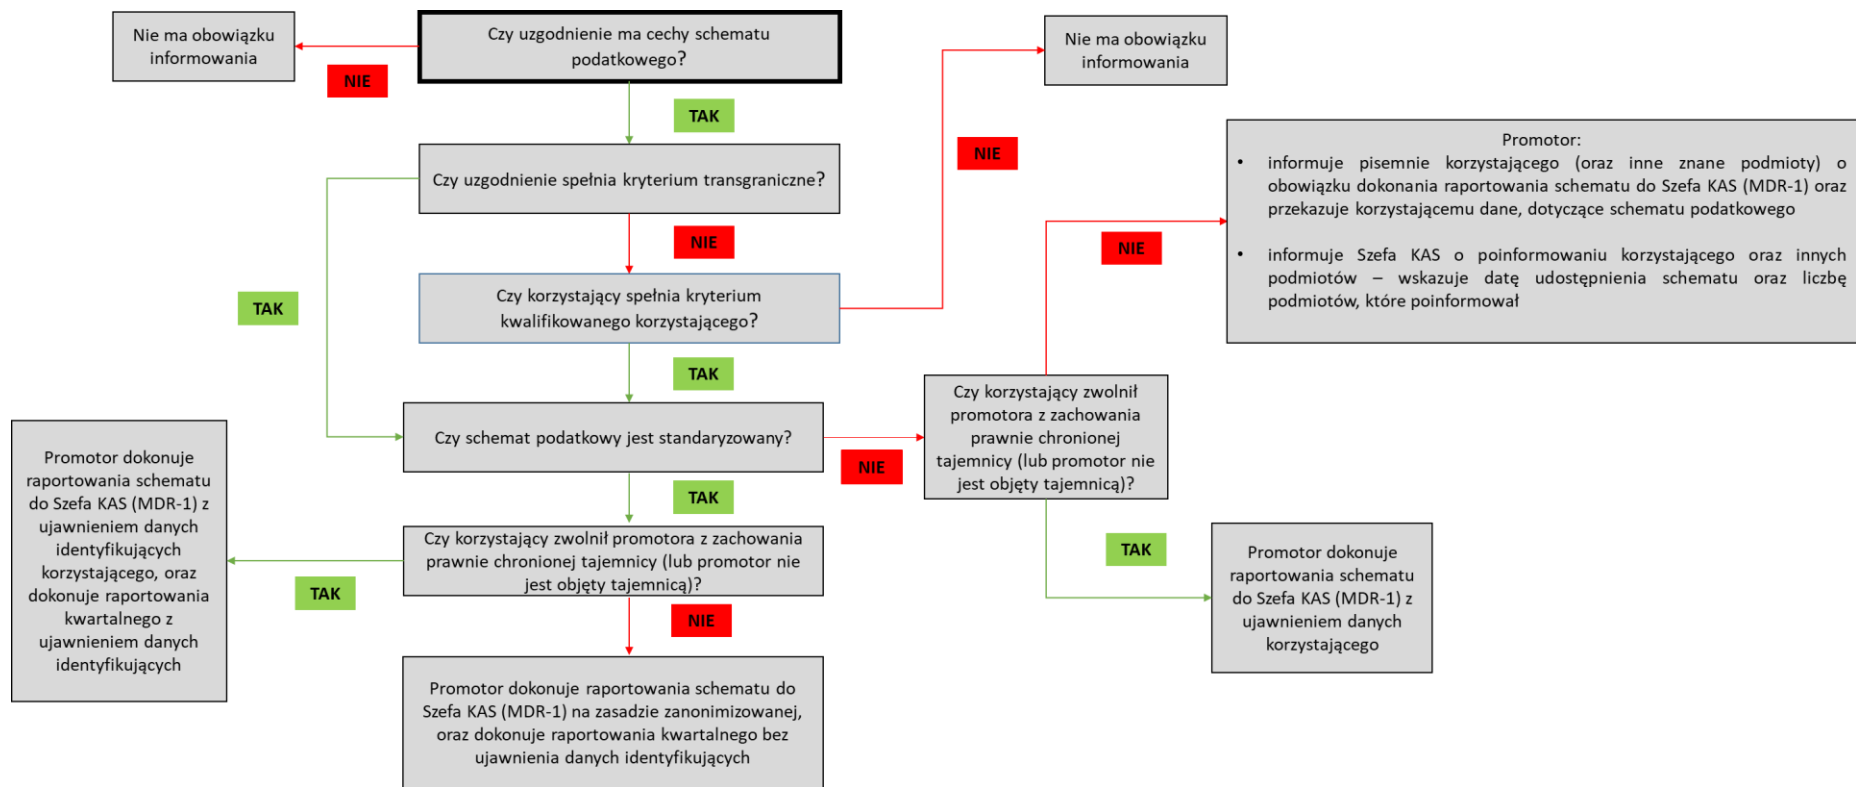 Nie ma obowiązku
informowania
NIE
Czy uzgodnienie ma cechy schematu
podatkowego?
TAK
Nie ma obowiązku
informowania
NIE
Czy uzgodnienie spełnia kryterium transgraniczne?
NIE
TAK
Czy korzystający spełnia kryterium
kwalifikowanego korzystającego?
TAK
Promotor:
• informuje pisemnie korzystającego (oraz inne znane podmioty) o
obowiązku dokonania raportowania schematu do Szefa KAS (MDR-1) oraz
przekazuje korzystającemu dane, dotyczące schematu podatkowego
• informuje Szefa KAS o poinformowaniu korzystającego oraz innych
podmiotów – wskazuje datę udostępnienia schematu oraz liczbę
podmiotów, które poinformował
NIE
Czy schemat podatkowy jest standaryzowany?
NIE
TAK
Czy korzystający zwolnił
promotora z zachowania
prawnie chronionej
tajemnicy (lub promotor nie
jest objęty tajemnicą)?
TAK
Promotor dokonuje
raportowania schematu
do Szefa KAS (MDR-1) z
ujawnieniem danych
korzystającego
Czy korzystający zwolnił promotora z zachowania
prawnie chronionej tajemnicy (lub promotor nie
jest objęty tajemnicą)?
TAK
Promotor dokonuje
raportowania schematu
do Szefa KAS (MDR-1) z
ujawnieniem danych
identyfikujących
korzystającego, oraz
dokonuje raportowania
kwartalnego z
ujawnieniem danych
identyfikujących
NIE
Promotor dokonuje raportowania schematu do
Szefa KAS (MDR-1) na zasadzie zanonimizowanej,
oraz dokonuje raportowania kwartalnego bez
ujawnienia danych identyfikujących